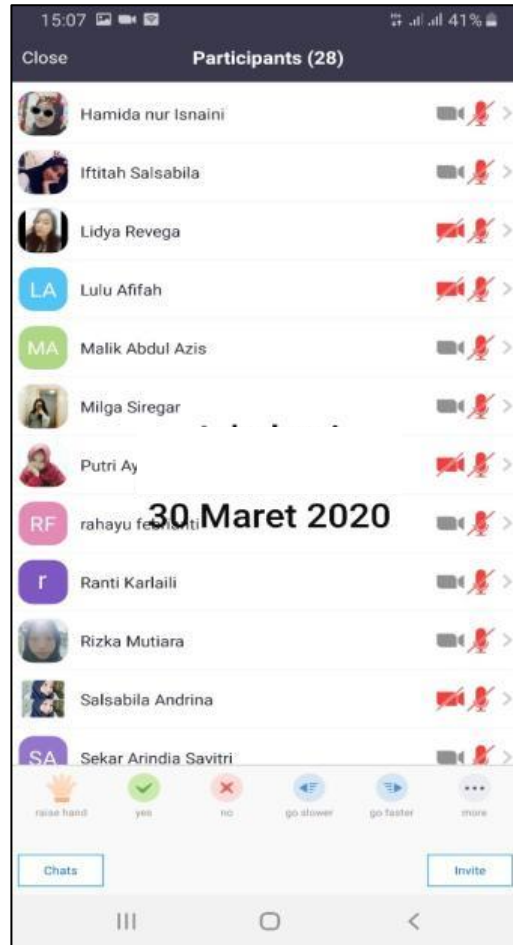 15:07 41%
Close Participants (28)
Hamida nur Isnaini
Iftitah Salsabila
Lidya Revega
LA Lulu Afifah
MA Malik Abdul Azis
Milga Siregar
Putri Ay
30 Maret 2020
RF rahayu
r Ranti Karlaili
Rizka Mutiara
Salsabila Andrina
SA Sekar Arindia Savitri
raise hand yes no go slower go faster more
Chats Invite